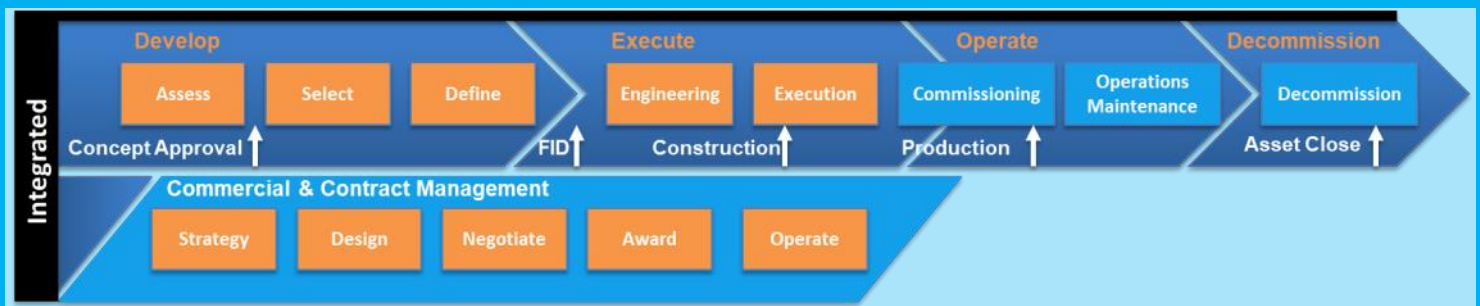 Integrated
Develop
Execute
Operate
Decommission
Assess
Select
Define
Engineering
Execution
Commissioning
Operations
Maintenance
Decommission
Concept Approval
FID
Construction
Production
Asset Close
Commercial & Contract Management
Strategy
Design
Negotiate
Award
Operate